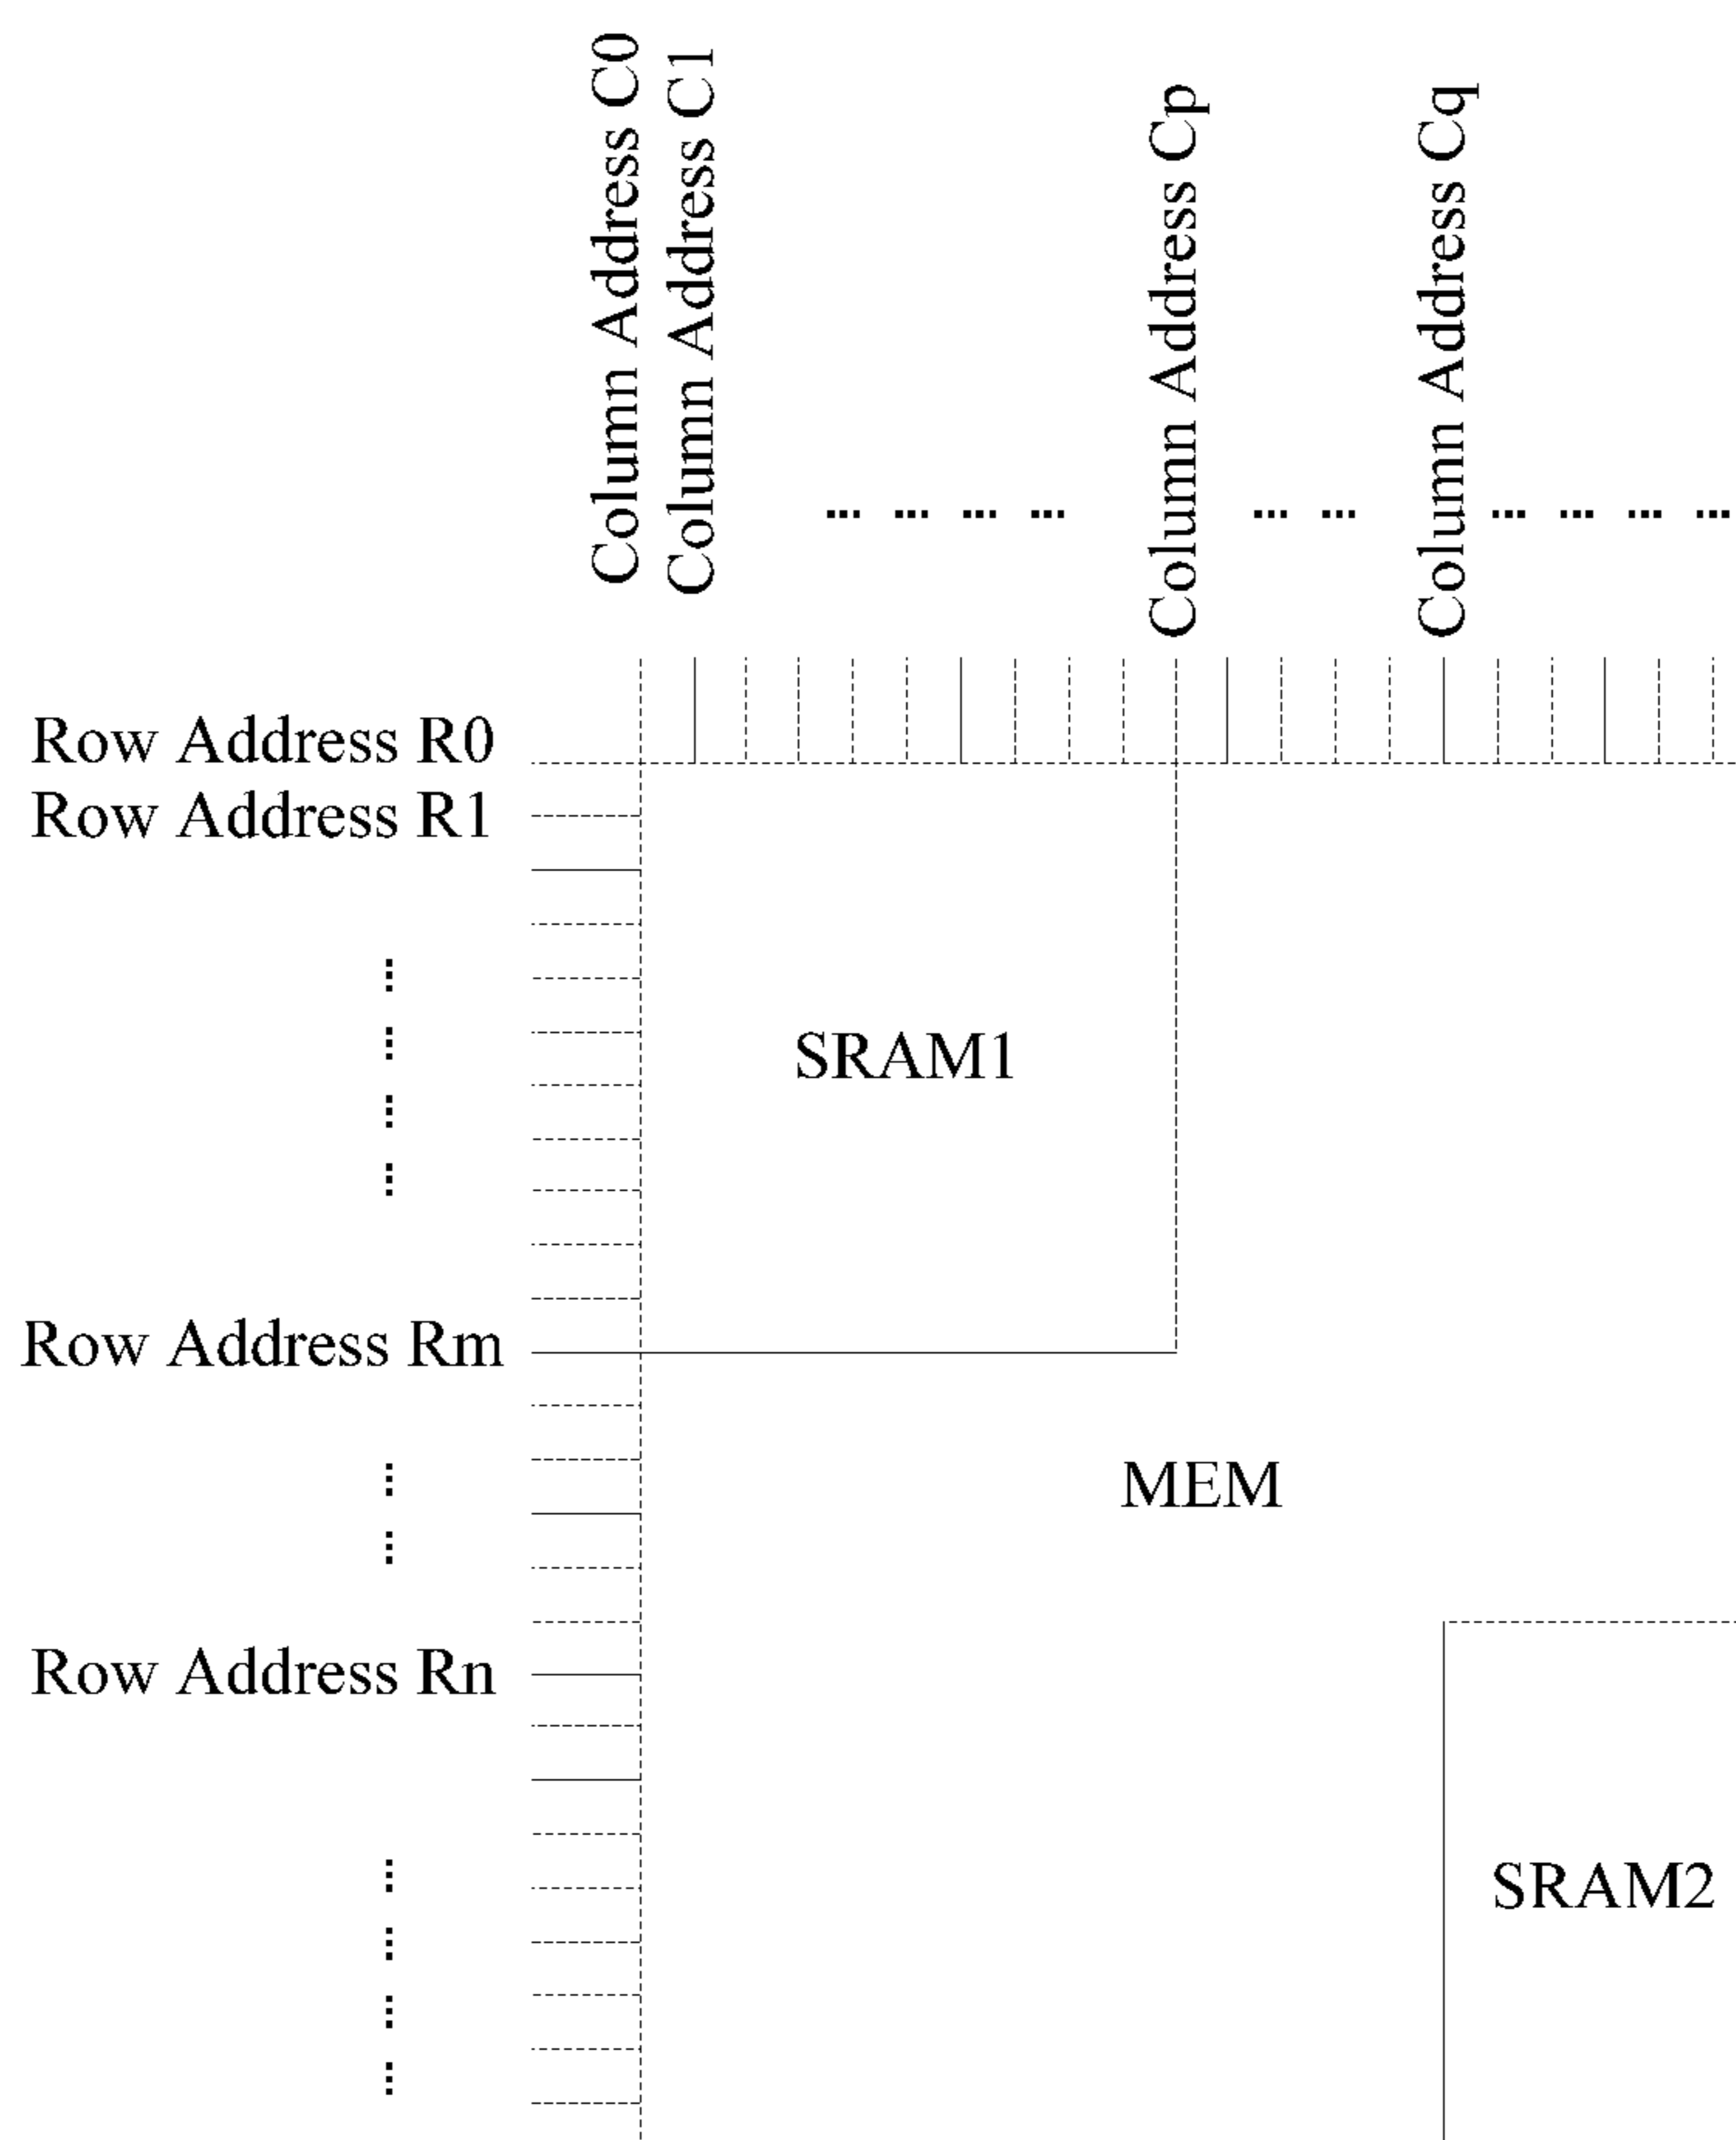 Column Address C0
Column Address C1
Column Address Cp
Column Address Cq
Row Address R0
Row Address R1
SRAM1
Row Address Rm
MEM
Row Address Rn
SRAM2